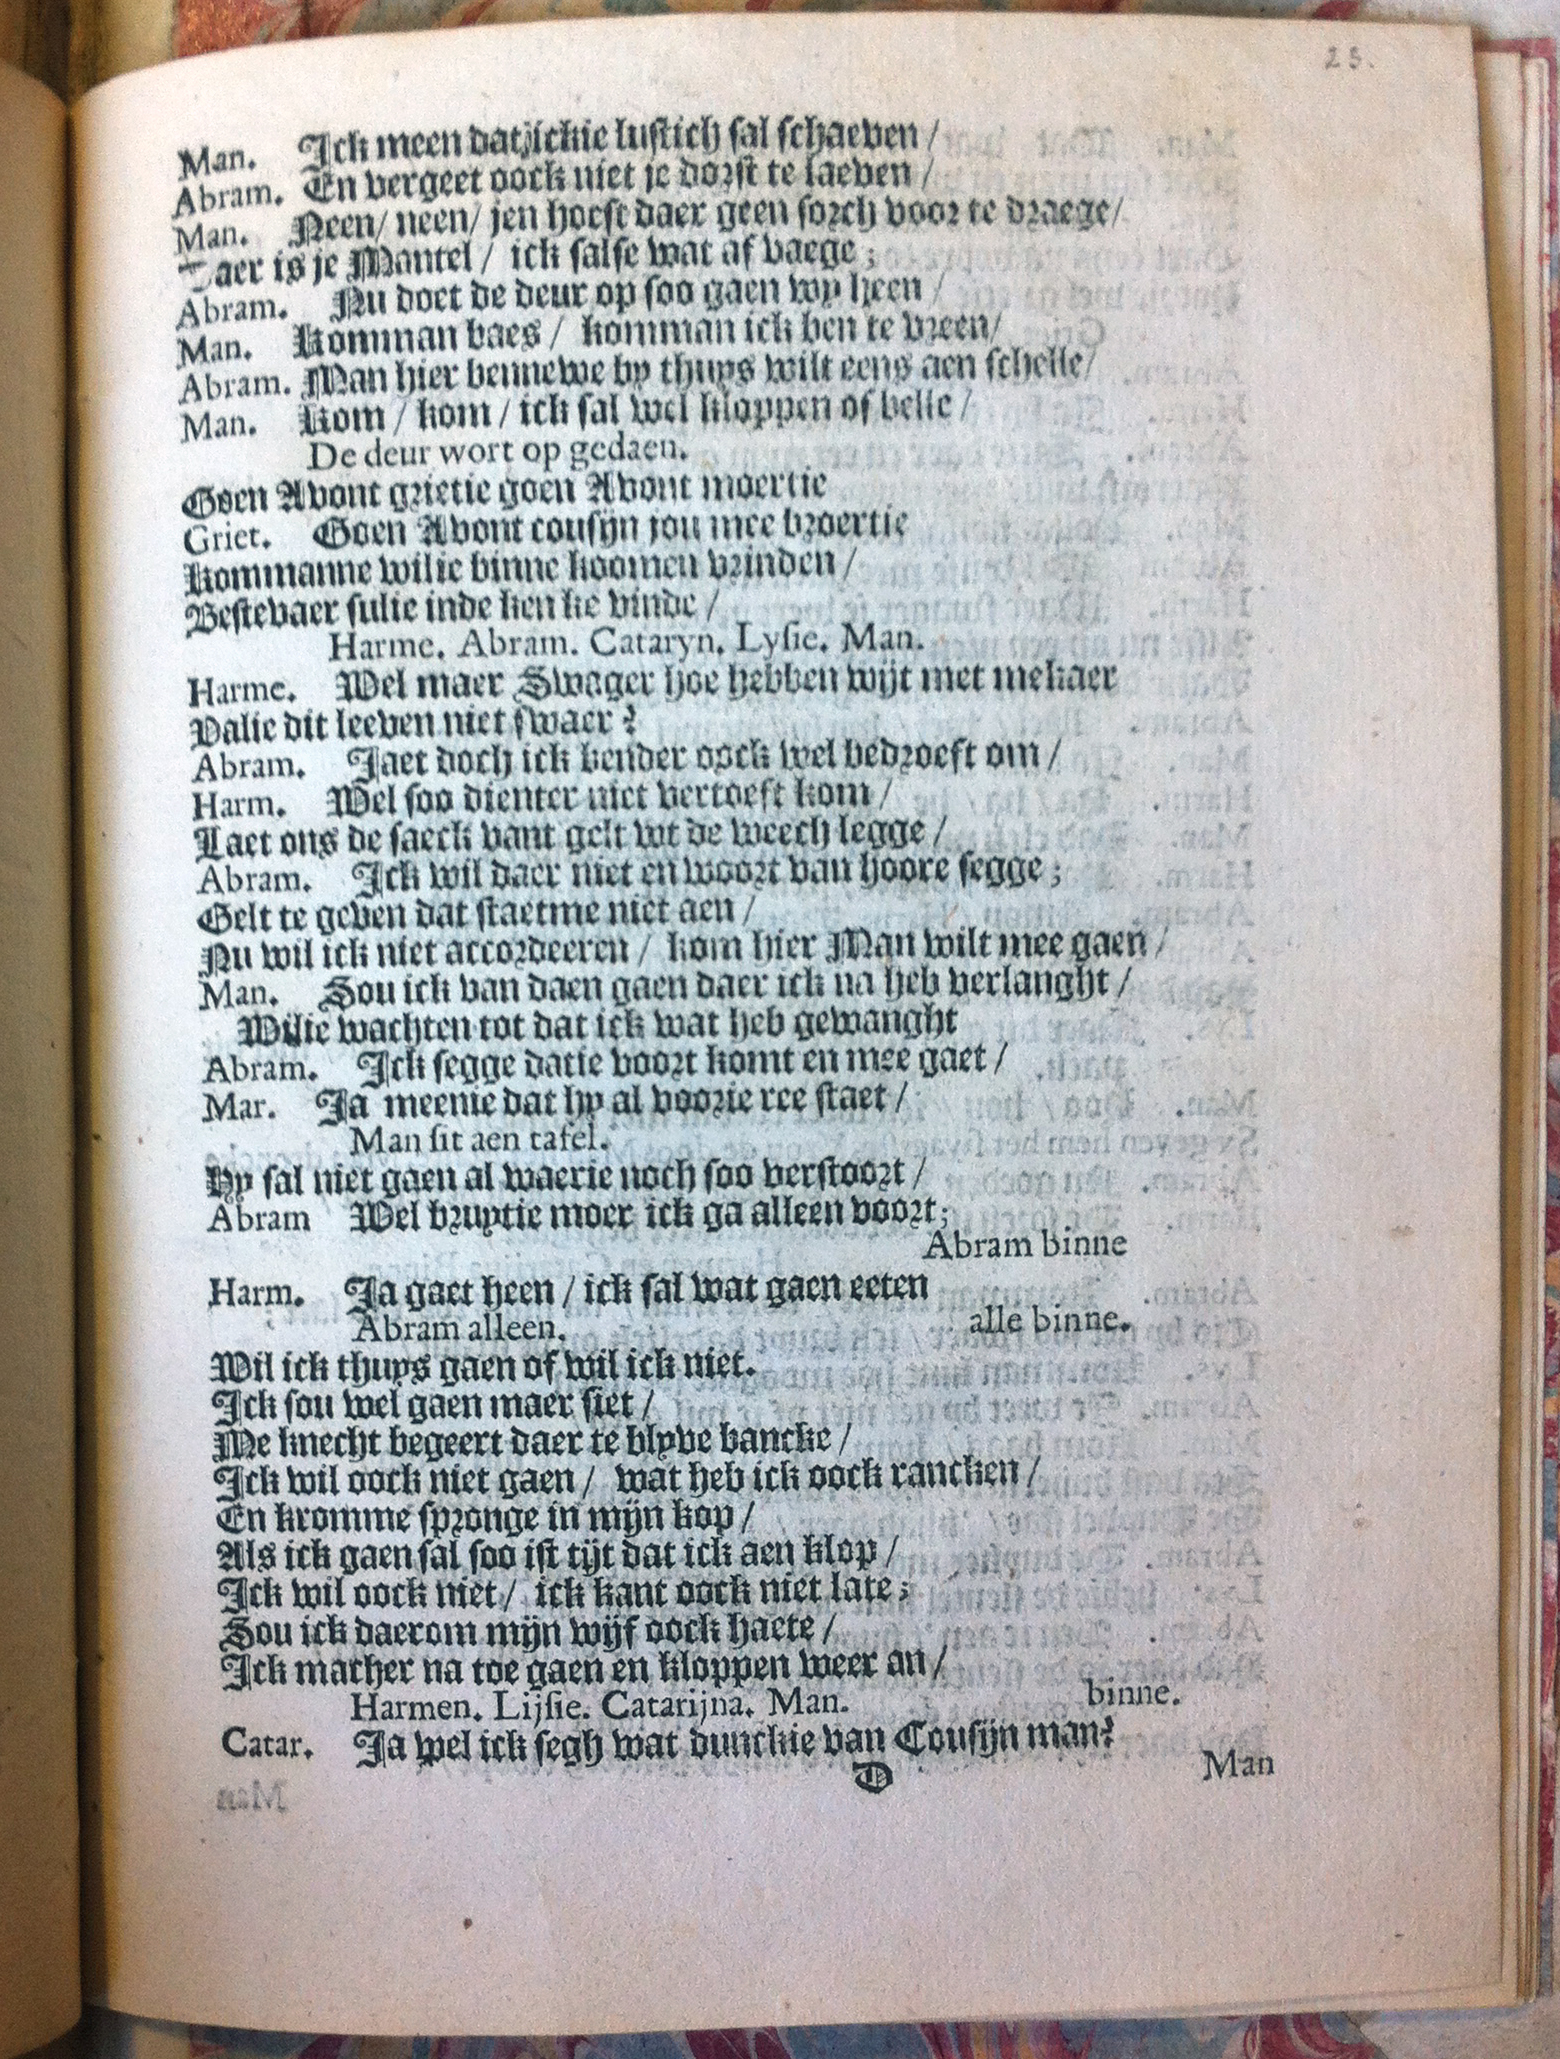 25.
Man. Ick meen dat jickie lustich sal schaeven /
Abram. En vergeet oock niet je dorst te laeven /
Man. Neen / neen / jen hoeft daer geen sorch voor te draege /
aer is je Mantel / ick salse wat af vaege ;
Abram. Nu doet de deur op soo gaen wy heen /
Man. Komman baes / komman ick ben te vreen /
Abram. Man hier bennewe by thuys wilt eens aen schelle /
Man. Kom / kom / ick sal wel kloppen of belle /
De deur wort op gedaen.
Goen Avont grietie goen Avont moertie
Griet. Goen Avont cousijn jou mee broertie
Kommanne wilie binne koomen vrinden /
Bestevaer sulie inde ken ke vinde /
Harme. Abram. Cataryn. Lysie. Man.
Harme. Wel maer Swager hoe hebben wijt met mekaer
Valie dit leeven niet swaer ?
Abram. Jaet doch ick bender oock wel bedroeft om /
Harm. Wel soo dienter niet vertoeft kom /
Laet ons de saeck vant gelt wt de weech legge /
Abram. Ick wil daer niet en woort van hoore segge ;
Gelt te geven dat staetme niet aen /
Nu wil ick niet accordeeren / kom hier Man wilt mee gaen /
Man. Sou ick van daen gaen daer ick na heb verlanght /
Wilie wachten tot dat ick wat heb gewanght
Abram. Ick segge datie voort komt en mee gaet /
Mar. Ja meenie dat hy al voorie ree staet /
Man sit aen tafel.
Hy sal niet gaen al waerie noch soo verstoort /
Abram Wel bruytie moer ick ga alleen voort;
Abram binne
Harm. Ja gaet heen / ick sal wat gaen eeten
Abram alleen. alle binne.
Wil ick thuys gaen of wil ick niet.
Ick sou wel gaen maer siet /
Me knecht begeert daer te blyve bancke /
Ick wil oock niet gaen / wat heb ick oock rancken /
En kromme spronge in mijn kop /
Als ick gaen sal soo ist tijt dat ick aen klop /
Ick wil oock niet / ick kant oock niet late ;
Sou ick daerom mijn wijf oock haete /
Ick macher na toe gaen en kloppen weer an /
Harmen. Lijsie. Catarijna. Man. binne.
Catar. Ja wel ick segh wat dunckie van Cousijn man?
D Man